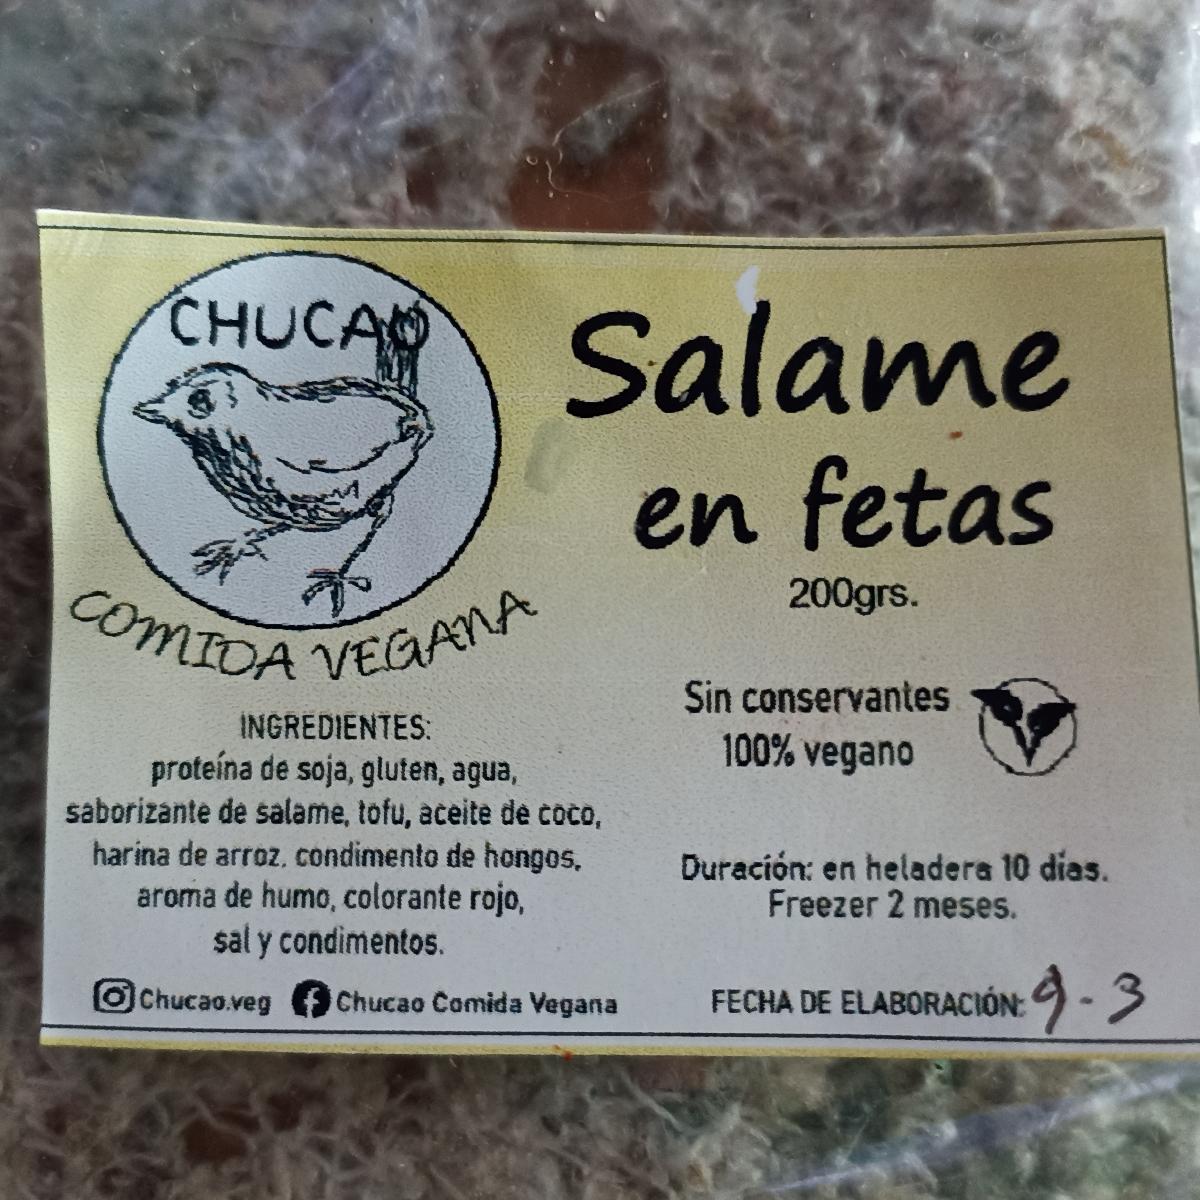 CHUCAO
COMIDA VEGANA
Salame
en fetas
200grs.
Sin conservantes
100% vegano
INGREDIENTES:
proteína de soja, gluten, agua,
saborizante de salame, tofu, aceite de coco,
harina de arroz, condimento de hongos,
aroma de humo, colorante rojo,
sal y condimentos.
Duración: en heladera 10 días.
Freezer 2 meses.
Chucao.veg
Chucao Comida Vegana
FECHA DE ELABORACIÓN: 9-3